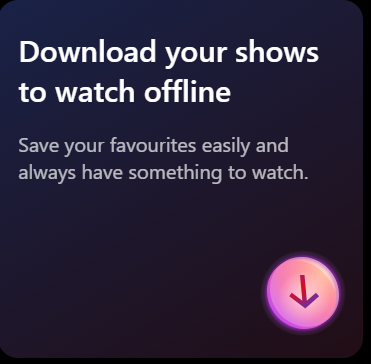 Download your shows
to watch offline
Save your favourites easily and
always have something to watch.